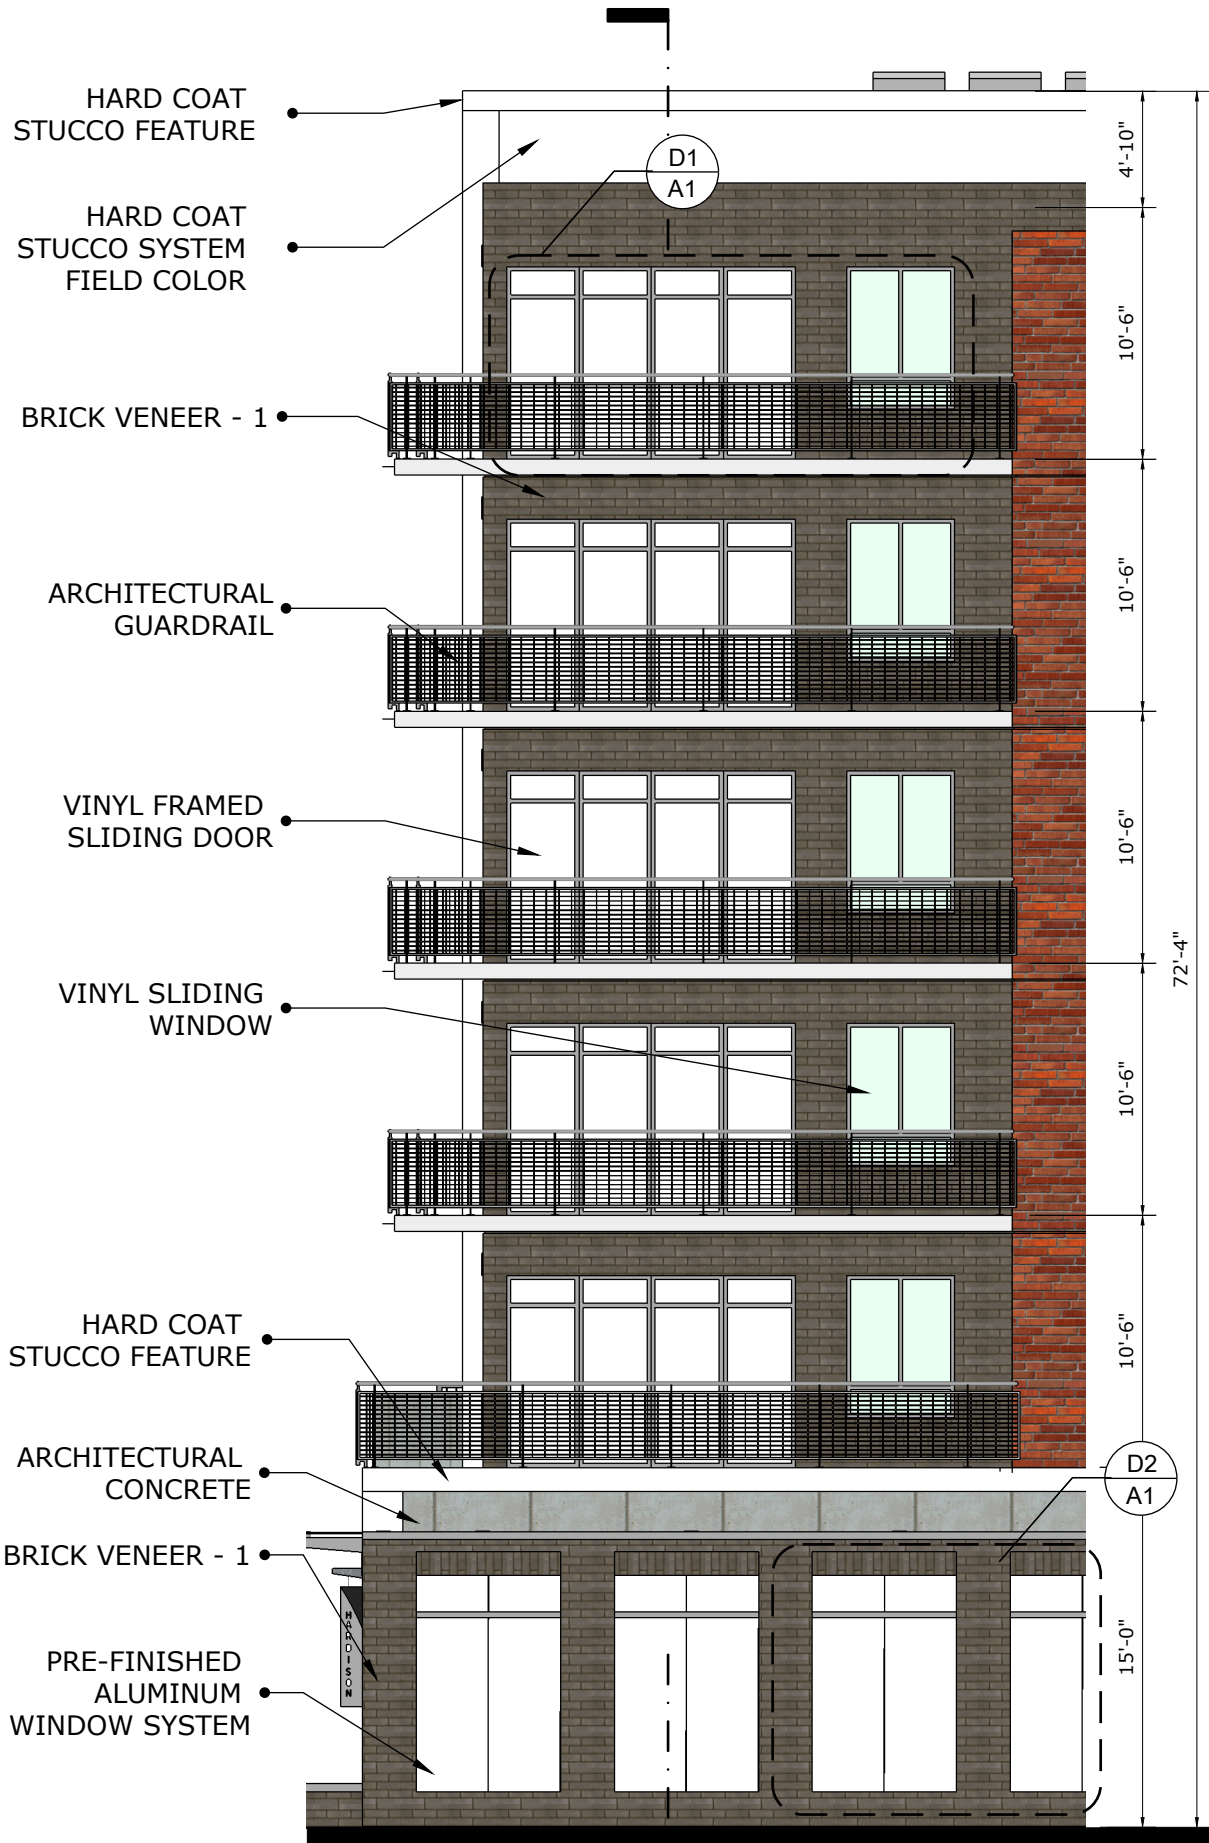 HARD COAT
STUCCO FEATURE
HARD COAT
STUCCO SYSTEM
FIELD COLOR
BRICK VENEER - 1
ARCHITECTURAL
GUARDRAIL
VINYL FRAMED
SLIDING DOOR
VINYL SLIDING
WINDOW
HARD COAT
STUCCO FEATURE
ARCHITECTURAL
CONCRETE
BRICK VENEER - 1
PRE-FINISHED
ALUMINUM
WINDOW SYSTEM
HARDISON
D1
A1
D2
A1
4'-10"
10'-6"
10'-6"
10'-6"
10'-6"
10'-6"
15'-0"
72'-4"